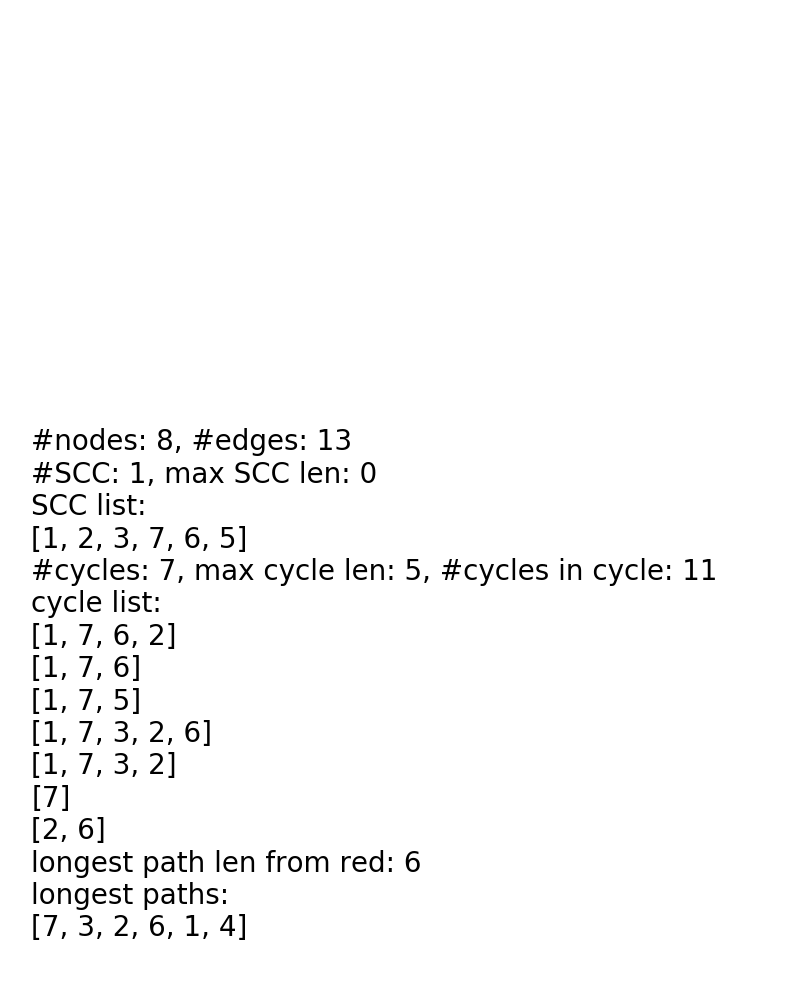 #nodes: 8, #edges: 13
#SCC: 1, max SCC len: 0
SCC list:
[1, 2, 3, 7, 6, 5]
#cycles: 7, max cycle len: 5, #cycles in cycle: 11
cycle list:
[1, 7, 6, 2]
[1, 7, 6]
[1, 7, 5]
[1, 7, 3, 2, 6]
[1, 7, 3, 2]
[7]
[2, 6]
longest path len from red: 6
longest paths:
[7, 3, 2, 6, 1, 4]